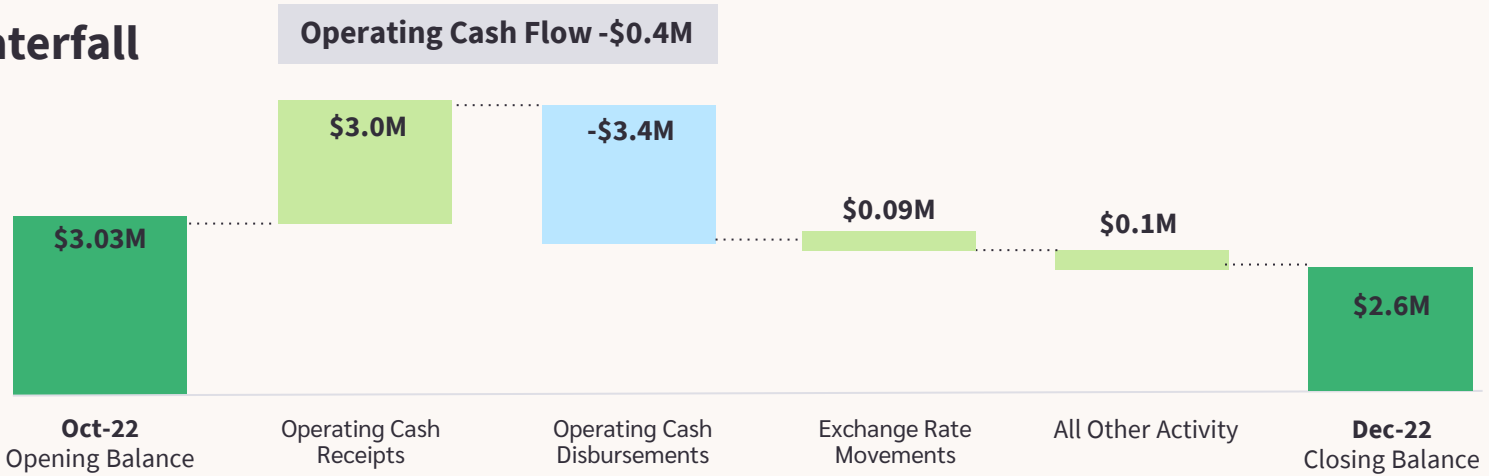 Operating Cash Flow -$0.4M
$3.0M
-$3.4M
$3.03M
$0.09M
$0.1M
$2.6M
Oct-22
Opening Balance
Operating Cash
Receipts
Operating Cash
Disbursements
Exchange Rate
Movements
All Other Activity
Dec-22
Closing Balance